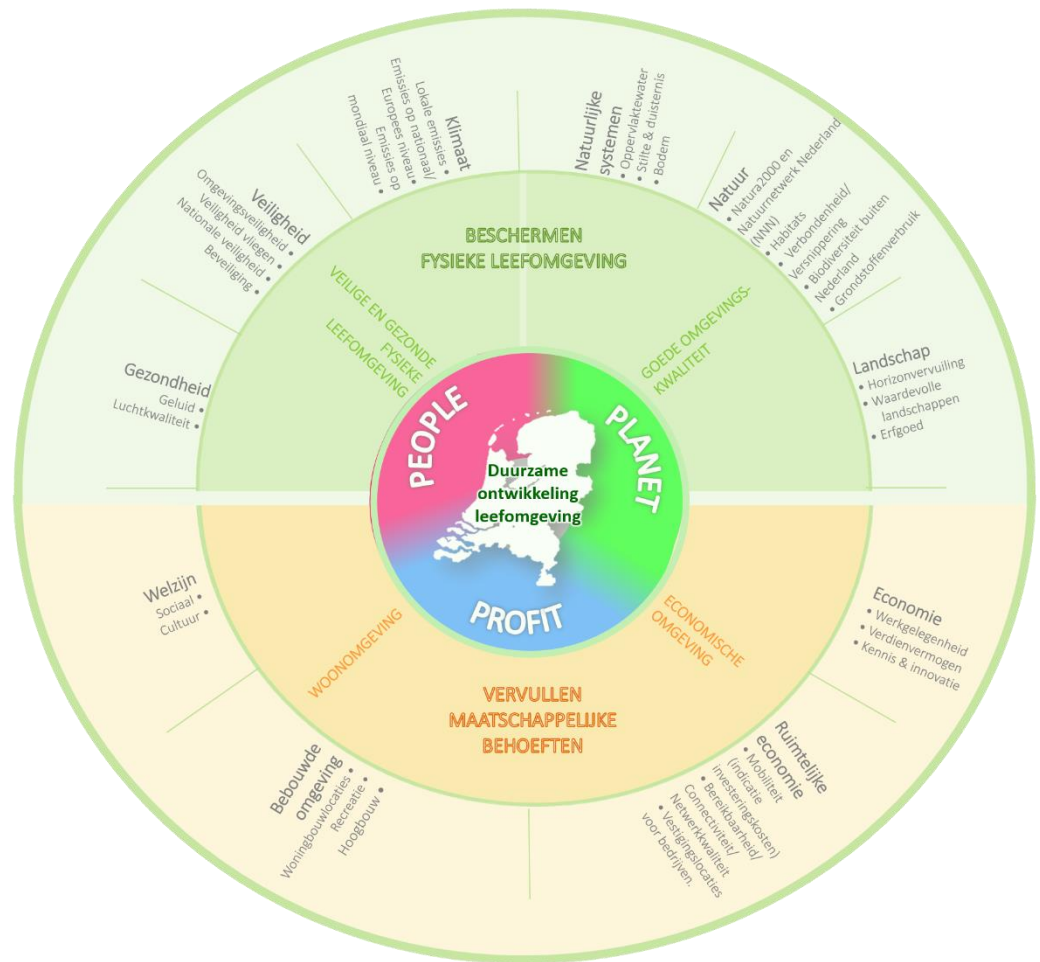 BESCHERMEN
FYSIEKE LEEFOMGEVING
VEILIGE EN GEZONDE
FYSIEKE
LEEFOMGEVING
GOEDE OMGEVINGS-
KWALITEIT
Gezondheid
Geluid •
Luchtkwaliteit •
Veiligheid
Omgevingsveiligheid •
Veiligheid vliegen •
Nationale veiligheid •
Beveiliging •
Klimaat
Lokale emissies •
Emissies op nationaal/
Europees niveau •
Emissies op
mondiaal niveau •
Natuurlijke
systemen
• Oppervlaktewater
• Stilte & duisternis
• Bodem
Natuur
• Natura2000 en
Natuurnetwerk Nederland
(NNN)
• Habitats
• Verbondenheid/
Versnippering
• Biodiversiteit buiten
Nederland
• Grondstoffenverbruik
Landschap
• Horizonvervuiling
• Waardevolle
landschappen
• Erfgoed
PEOPLE
PLANET
PROFIT
Duurzame
ontwikkeling
leefomgeving
Economie
• Werkgelegenheid
• Verdienvermogen
• Kennis & innovatie
Ruimtelijke
economie
• Mobiliteit
(indicatie
investeringskosten)
• Bereikbaarheid/
Connectiviteit/
Netwerkkwaliteit
• Vestigingslocaties
voor bedrijven.
Bebouwde
omgeving
Woningbouwlocaties •
Recreatie •
Hoogbouw •
Welzijn
Sociaal •
Cultuur •
WOONOMGEVING
ECONOMISCHE
OMGEVING
VERVULLEN
MAATSCHAPPELIJKE
BEHOEFTEN